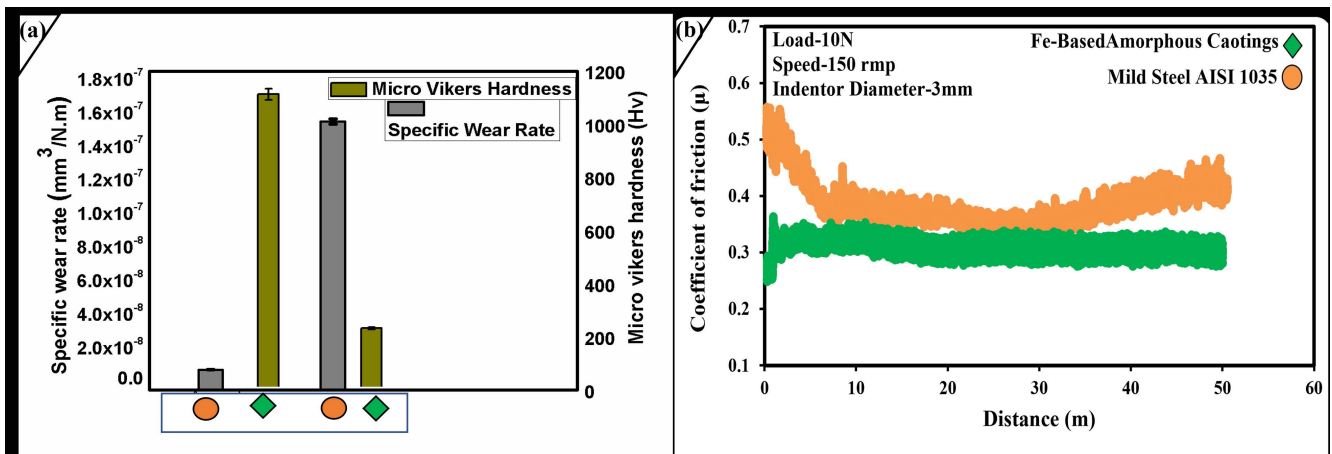 (a)
Specific wear rate (mm³/N.m)
1.8x10⁻⁷
1.6x10⁻⁷
1.4x10⁻⁷
1.2x10⁻⁷
1.0x10⁻⁷
8.0x10⁻⁸
6.0x10⁻⁸
4.0x10⁻⁸
2.0x10⁻⁸
0.0
Micro Vikers Hardness
Specific Wear Rate
1200
1000
800
600
400
200
0
Micro vikers hardness (Hv)
(b)
Coefficient of friction (μ)
0.7
0.6
0.5
0.4
0.3
0.2
0.1
Load-10N
Speed-150 rmp
Indentor Diameter-3mm
Fe-BasedAmorphous Caotings
Mild Steel AISI 1035
0 10 20 30 40 50 60
Distance (m)